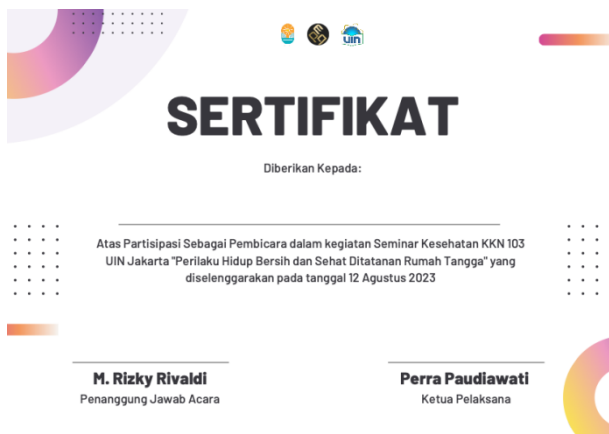 uin
SERTIFIKAT
Diberikan Kepada:
Atas Partisipasi Sebagai Pembicara dalam kegiatan Seminar Kesehatan KKN 103
UIN Jakarta "Perilaku Hidup Bersih dan Sehat Ditatanan Rumah Tangga" yang
diselenggarakan pada tanggal 12 Agustus 2023
M. Rizky Rivaldi
Penanggung Jawab Acara
Perra Paudiawati
Ketua Pelaksana